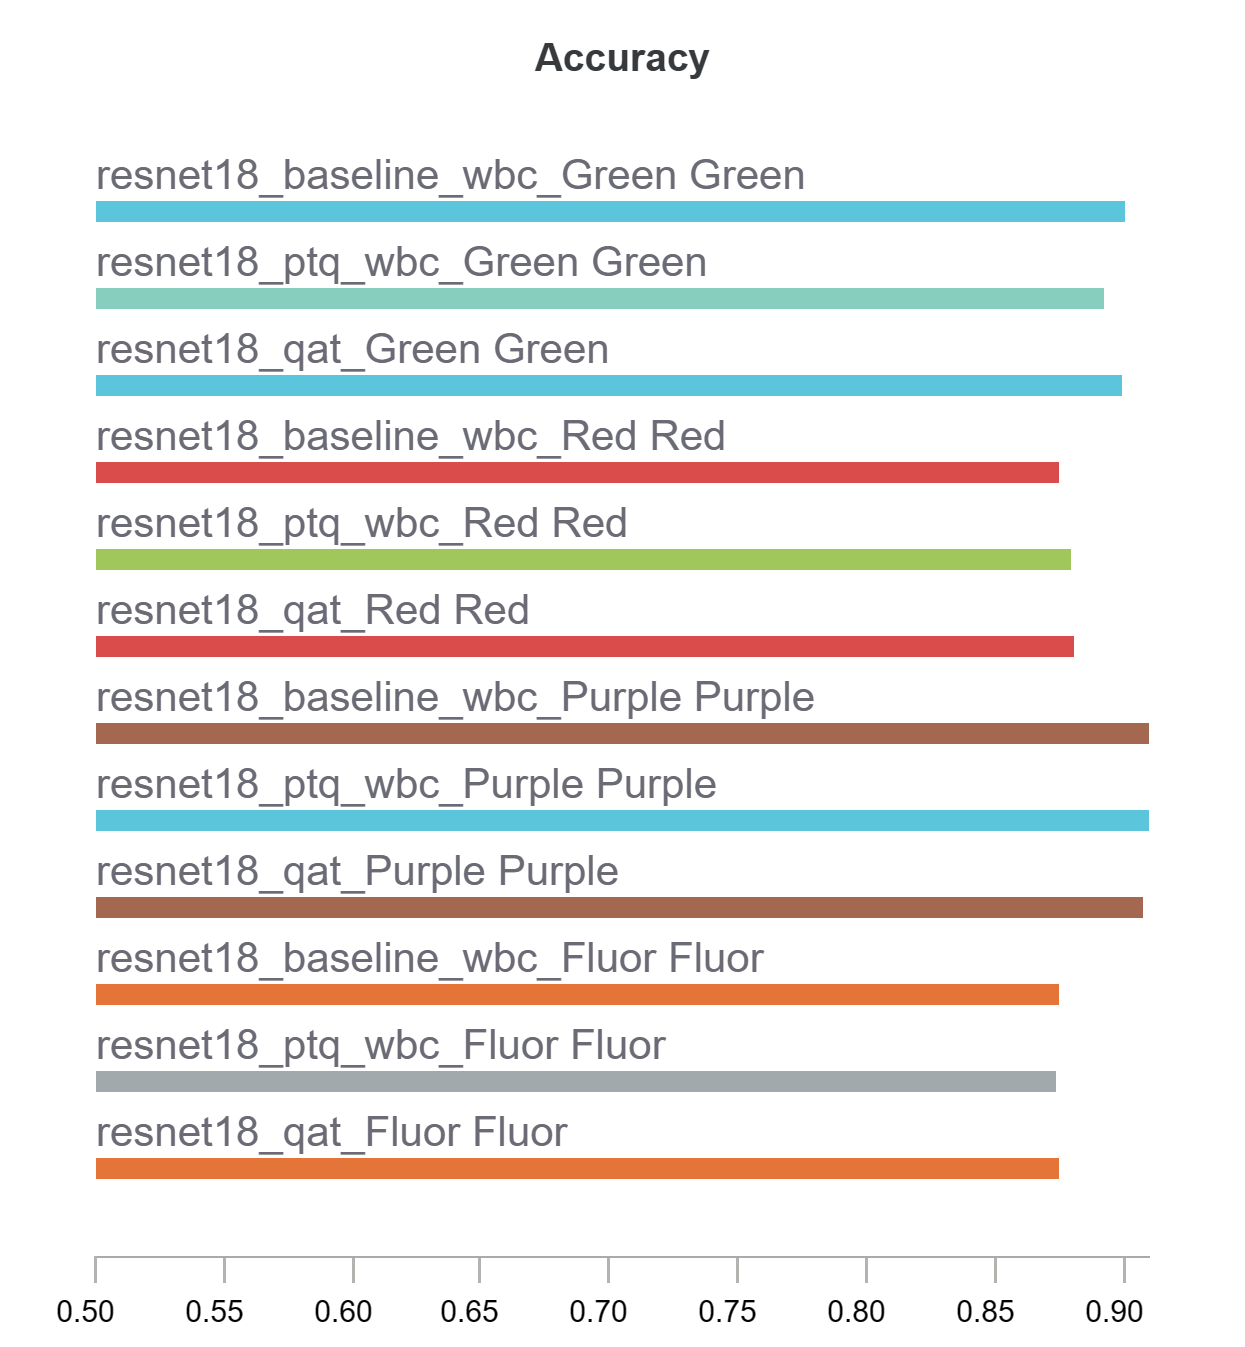 Accuracy
resnet18_baseline_wbc_Green Green
resnet18_ptq_wbc_Green Green
resnet18_qat_Green Green
resnet18_baseline_wbc_Red Red
resnet18_ptq_wbc_Red Red
resnet18_qat_Red Red
resnet18_baseline_wbc_Purple Purple
resnet18_ptq_wbc_Purple Purple
resnet18_qat_Purple Purple
resnet18_baseline_wbc_Fluor Fluor
resnet18_ptq_wbc_Fluor Fluor
resnet18_qat_Fluor Fluor
0.50 0.55 0.60 0.65 0.70 0.75 0.80 0.85 0.90